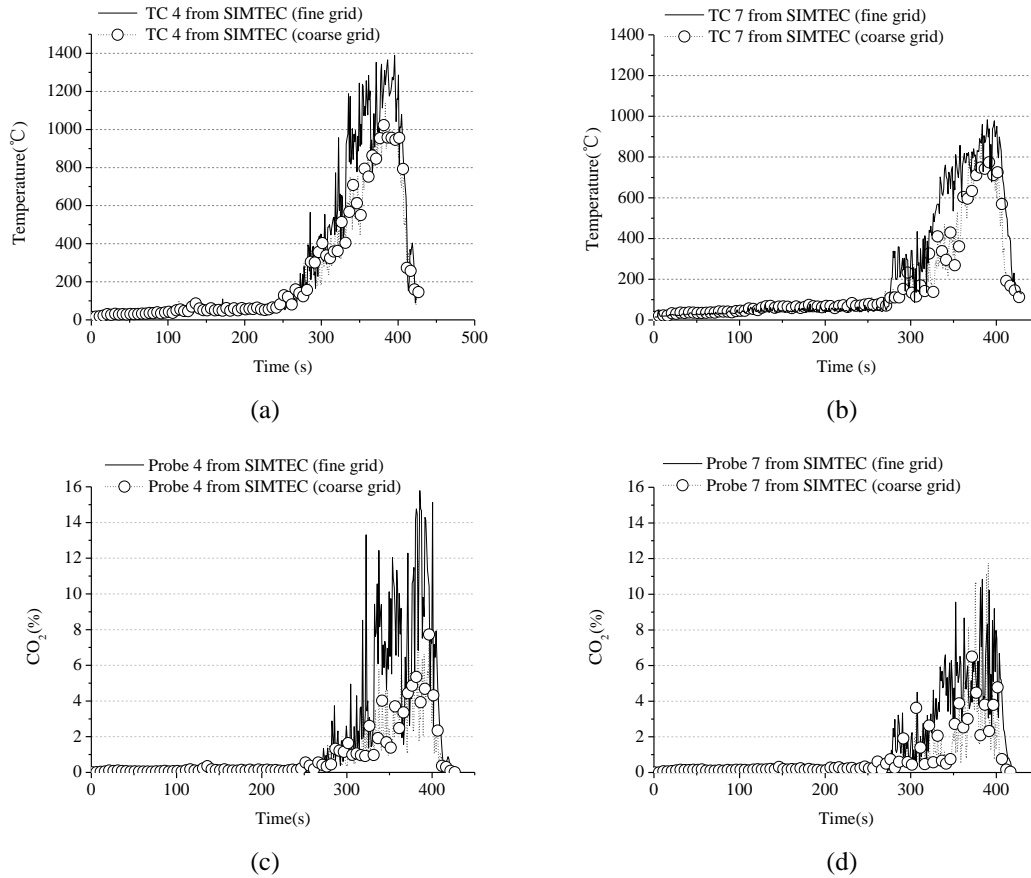 TC 4 from SIMTEC (fine grid)
TC 4 from SIMTEC (coarse grid)
1400
1200
1000
800
600
400
200
0
Temperature(℃)
0 100 200 300 400 500
Time (s)
(a)
TC 7 from SIMTEC (fine grid)
TC 7 from SIMTEC (coarse grid)
1400
1200
1000
800
600
400
200
0
Temperature(℃)
0 100 200 300 400
Time (s)
(b)
Probe 4 from SIMTEC (fine grid)
Probe 4 from SIMTEC (coarse grid)
16
14
12
10
8
6
4
2
0
CO₂(%)
0 100 200 300 400
Time(s)
(c)
Probe 7 from SIMTEC (fine grid)
Probe 7 from SIMTEC (coarse grid)
16
14
12
10
8
6
4
2
0
CO₂(%)
0 100 200 300 400
Time(s)
(d)